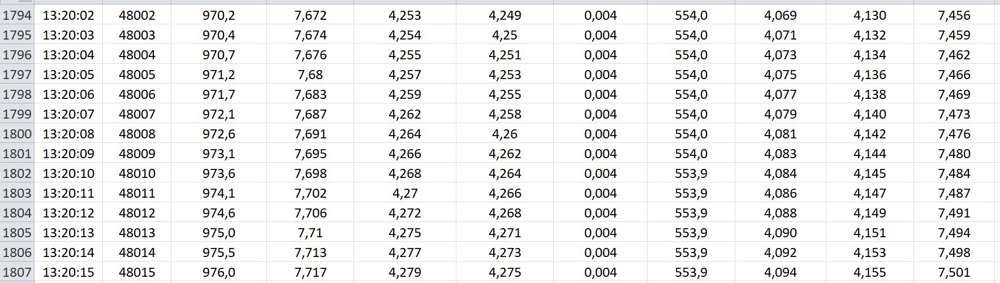 1794 13:20:02 48002 970,2 7,672 4,253 4,249 0,004 554,0 4,069 4,130 7,456
1795 13:20:03 48003 970,4 7,674 4,254 4,25 0,004 554,0 4,071 4,132 7,459
1796 13:20:04 48004 970,7 7,676 4,255 4,251 0,004 554,0 4,073 4,134 7,462
1797 13:20:05 48005 971,2 7,68 4,257 4,253 0,004 554,0 4,075 4,136 7,466
1798 13:20:06 48006 971,7 7,683 4,259 4,255 0,004 554,0 4,077 4,138 7,469
1799 13:20:07 48007 972,1 7,687 4,262 4,258 0,004 554,0 4,079 4,140 7,473
1800 13:20:08 48008 972,6 7,691 4,264 4,26 0,004 554,0 4,081 4,142 7,476
1801 13:20:09 48009 973,1 7,695 4,266 4,262 0,004 554,0 4,083 4,144 7,480
1802 13:20:10 48010 973,6 7,698 4,268 4,264 0,004 553,9 4,084 4,145 7,484
1803 13:20:11 48011 974,1 7,702 4,27 4,266 0,004 553,9 4,086 4,147 7,487
1804 13:20:12 48012 974,6 7,706 4,272 4,268 0,004 553,9 4,088 4,149 7,491
1805 13:20:13 48013 975,0 7,71 4,275 4,271 0,004 553,9 4,090 4,151 7,494
1806 13:20:14 48014 975,5 7,713 4,277 4,273 0,004 553,9 4,092 4,153 7,498
1807 13:20:15 48015 976,0 7,717 4,279 4,275 0,004 553,9 4,094 4,155 7,501